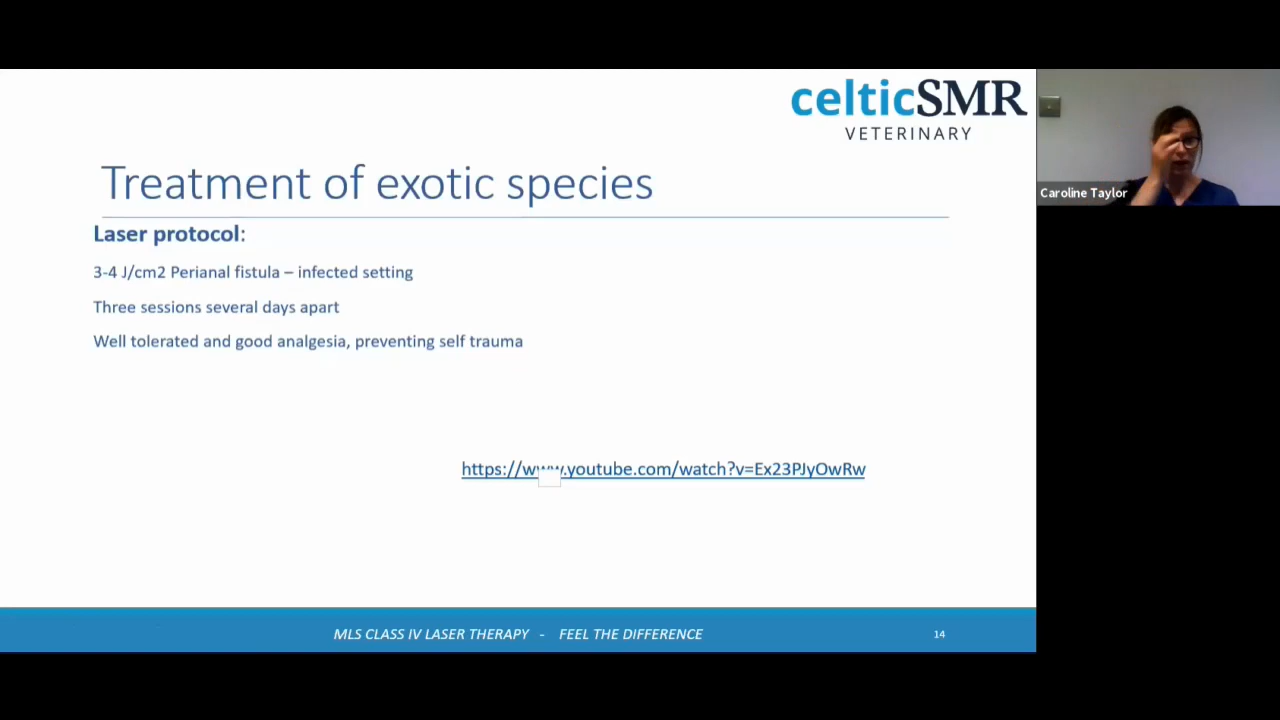 celticSMR
VETERINARY
Caroline Taylor
Treatment of exotic species
Laser protocol:
3-4 J/cm2 Perianal fistula – infected setting
Three sessions several days apart
Well tolerated and good analgesia, preventing self trauma
https://www.youtube.com/watch?v=Ex23PJyOwRw
MLS CLASS IV LASER THERAPY - FEEL THE DIFFERENCE
14